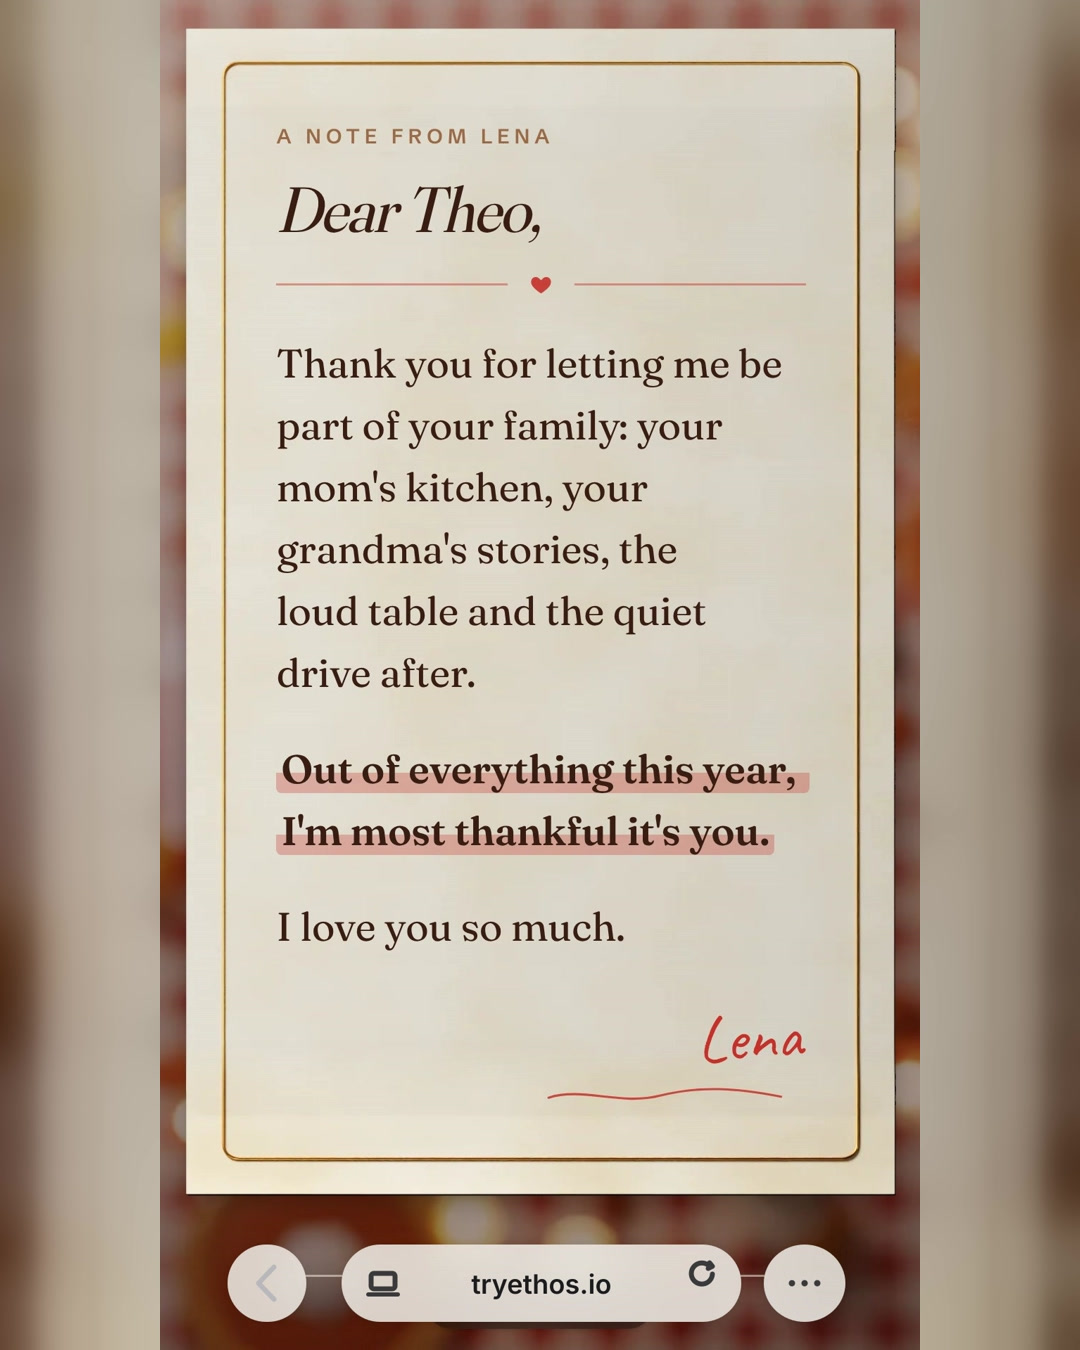 A NOTE FROM LENA
Dear Theo,
Thank you for letting me be
part of your family: your
mom's kitchen, your
grandma's stories, the
loud table and the quiet
drive after.
Out of everything this year,
I'm most thankful it's you.
I love you so much.
Lena
tryethos.io